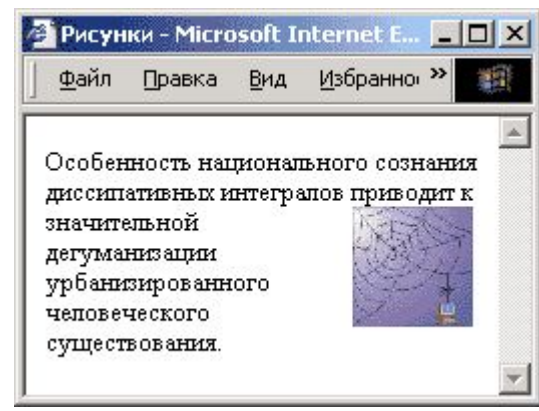 Рисунки - Microsoft Internet E...
Файл Правка Вид Избранно »
Особенность национального сознания
диссипативных интегралов приводит к
значительной
дегуманизации
урбанизированного
человеческого
существования.